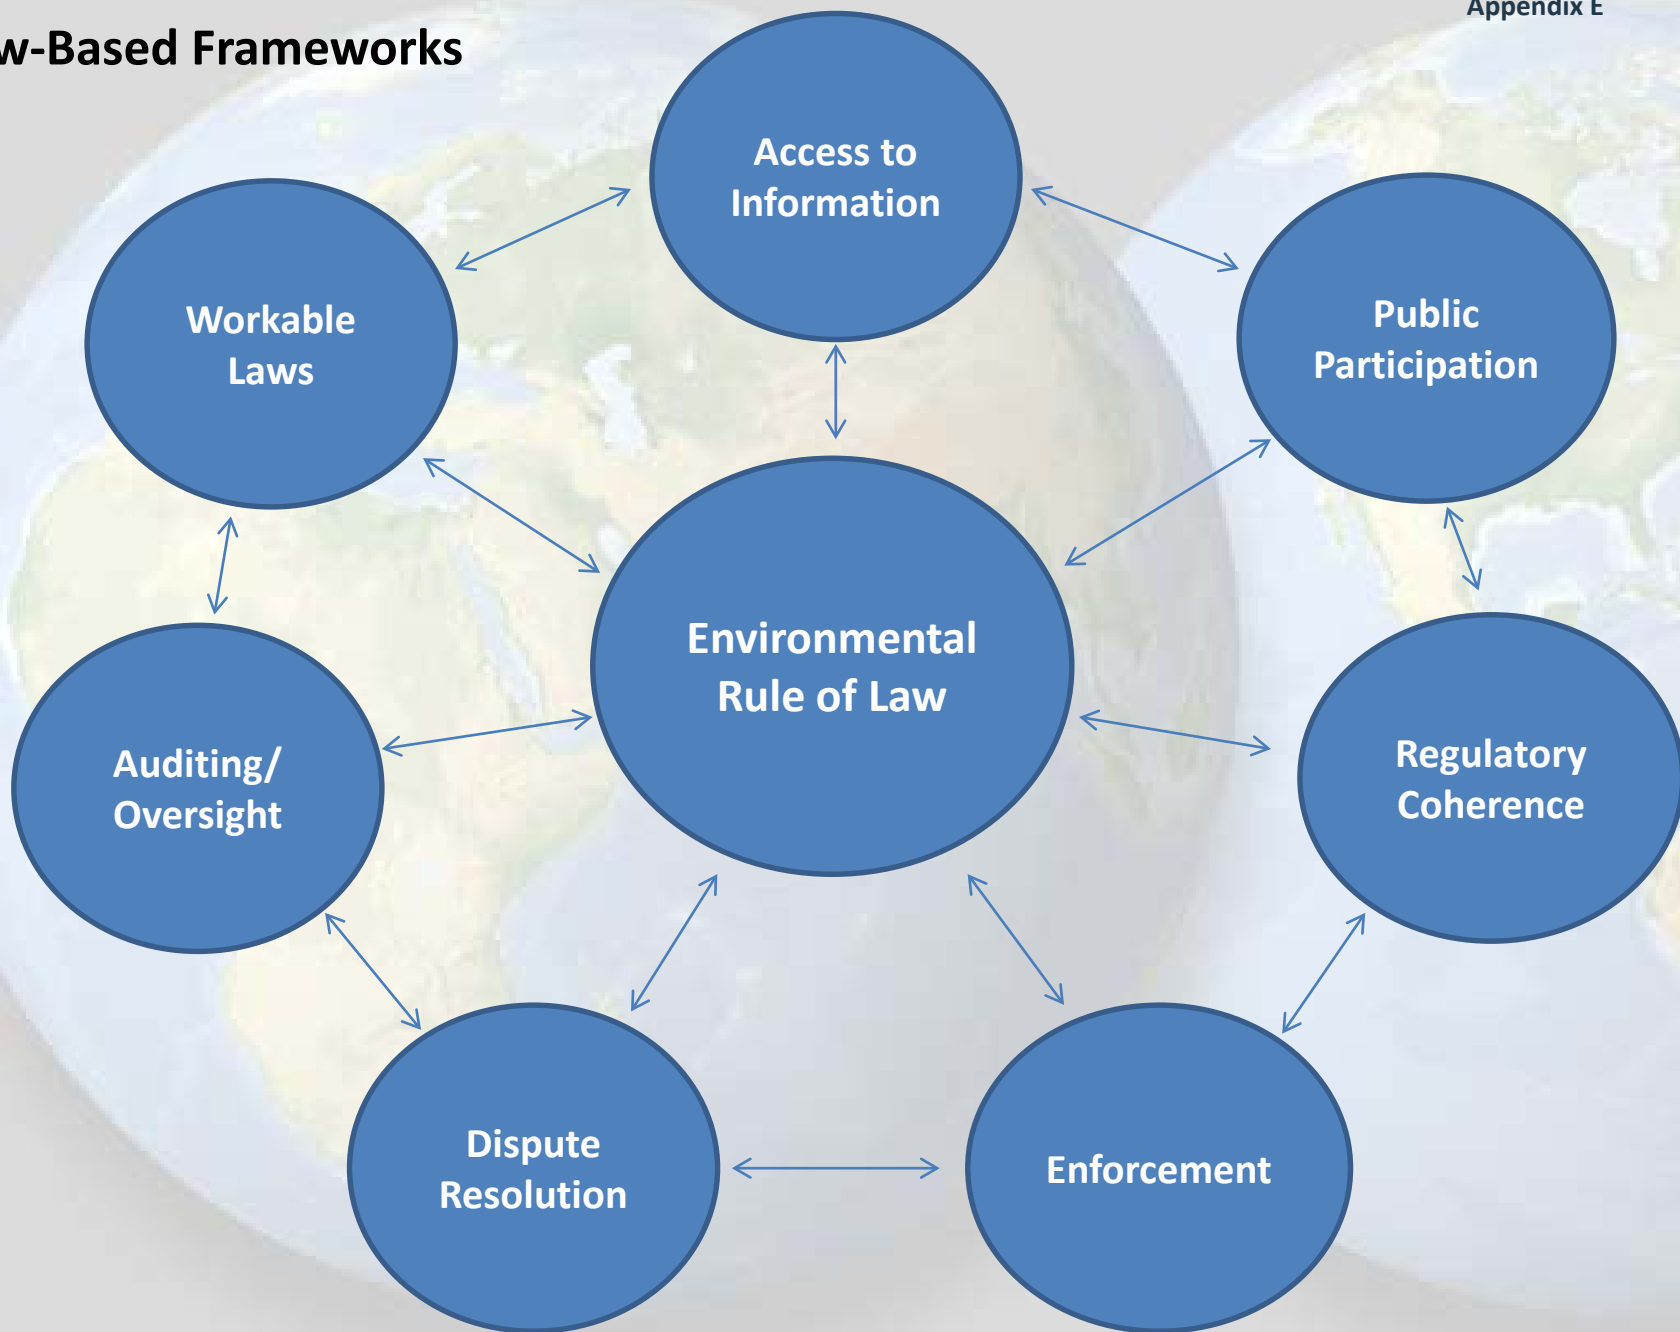 Appendix E
w-Based Frameworks
Access to
Information
Workable
Laws
Public
Participation
Environmental
Rule of Law
Auditing/
Oversight
Regulatory
Coherence
Dispute
Resolution
Enforcement